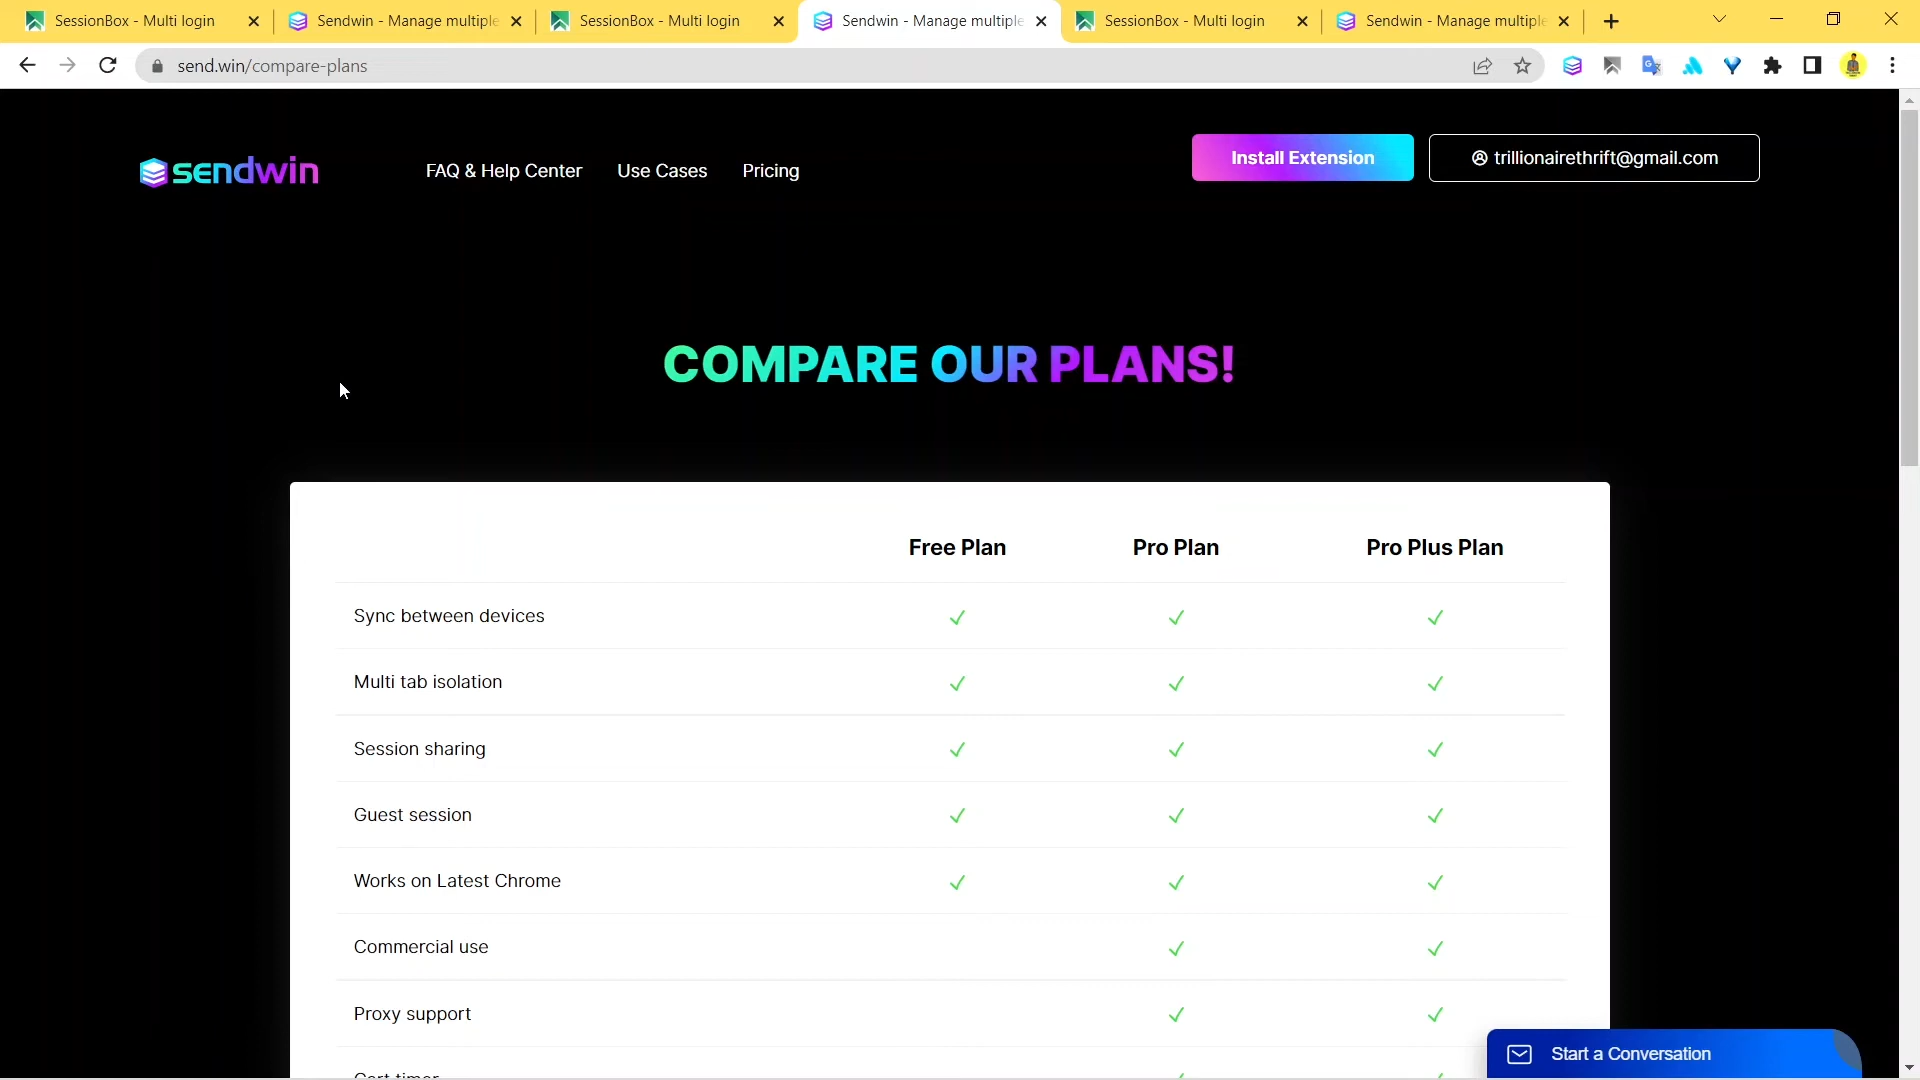 SessionBox - Multi login
Sendwin - Manage multiple
SessionBox - Multi login
Sendwin - Manage multiple
SessionBox - Multi login
Sendwin - Manage multiple
send.win/compare-plans
sendwin
FAQ & Help Center
Use Cases
Pricing
Install Extension
trillionairethrift@gmail.com
COMPARE OUR PLANS!
Free Plan
Pro Plan
Pro Plus Plan
Sync between devices
Multi tab isolation
Session sharing
Guest session
Works on Latest Chrome
Commercial use
Proxy support
Start a Conversation